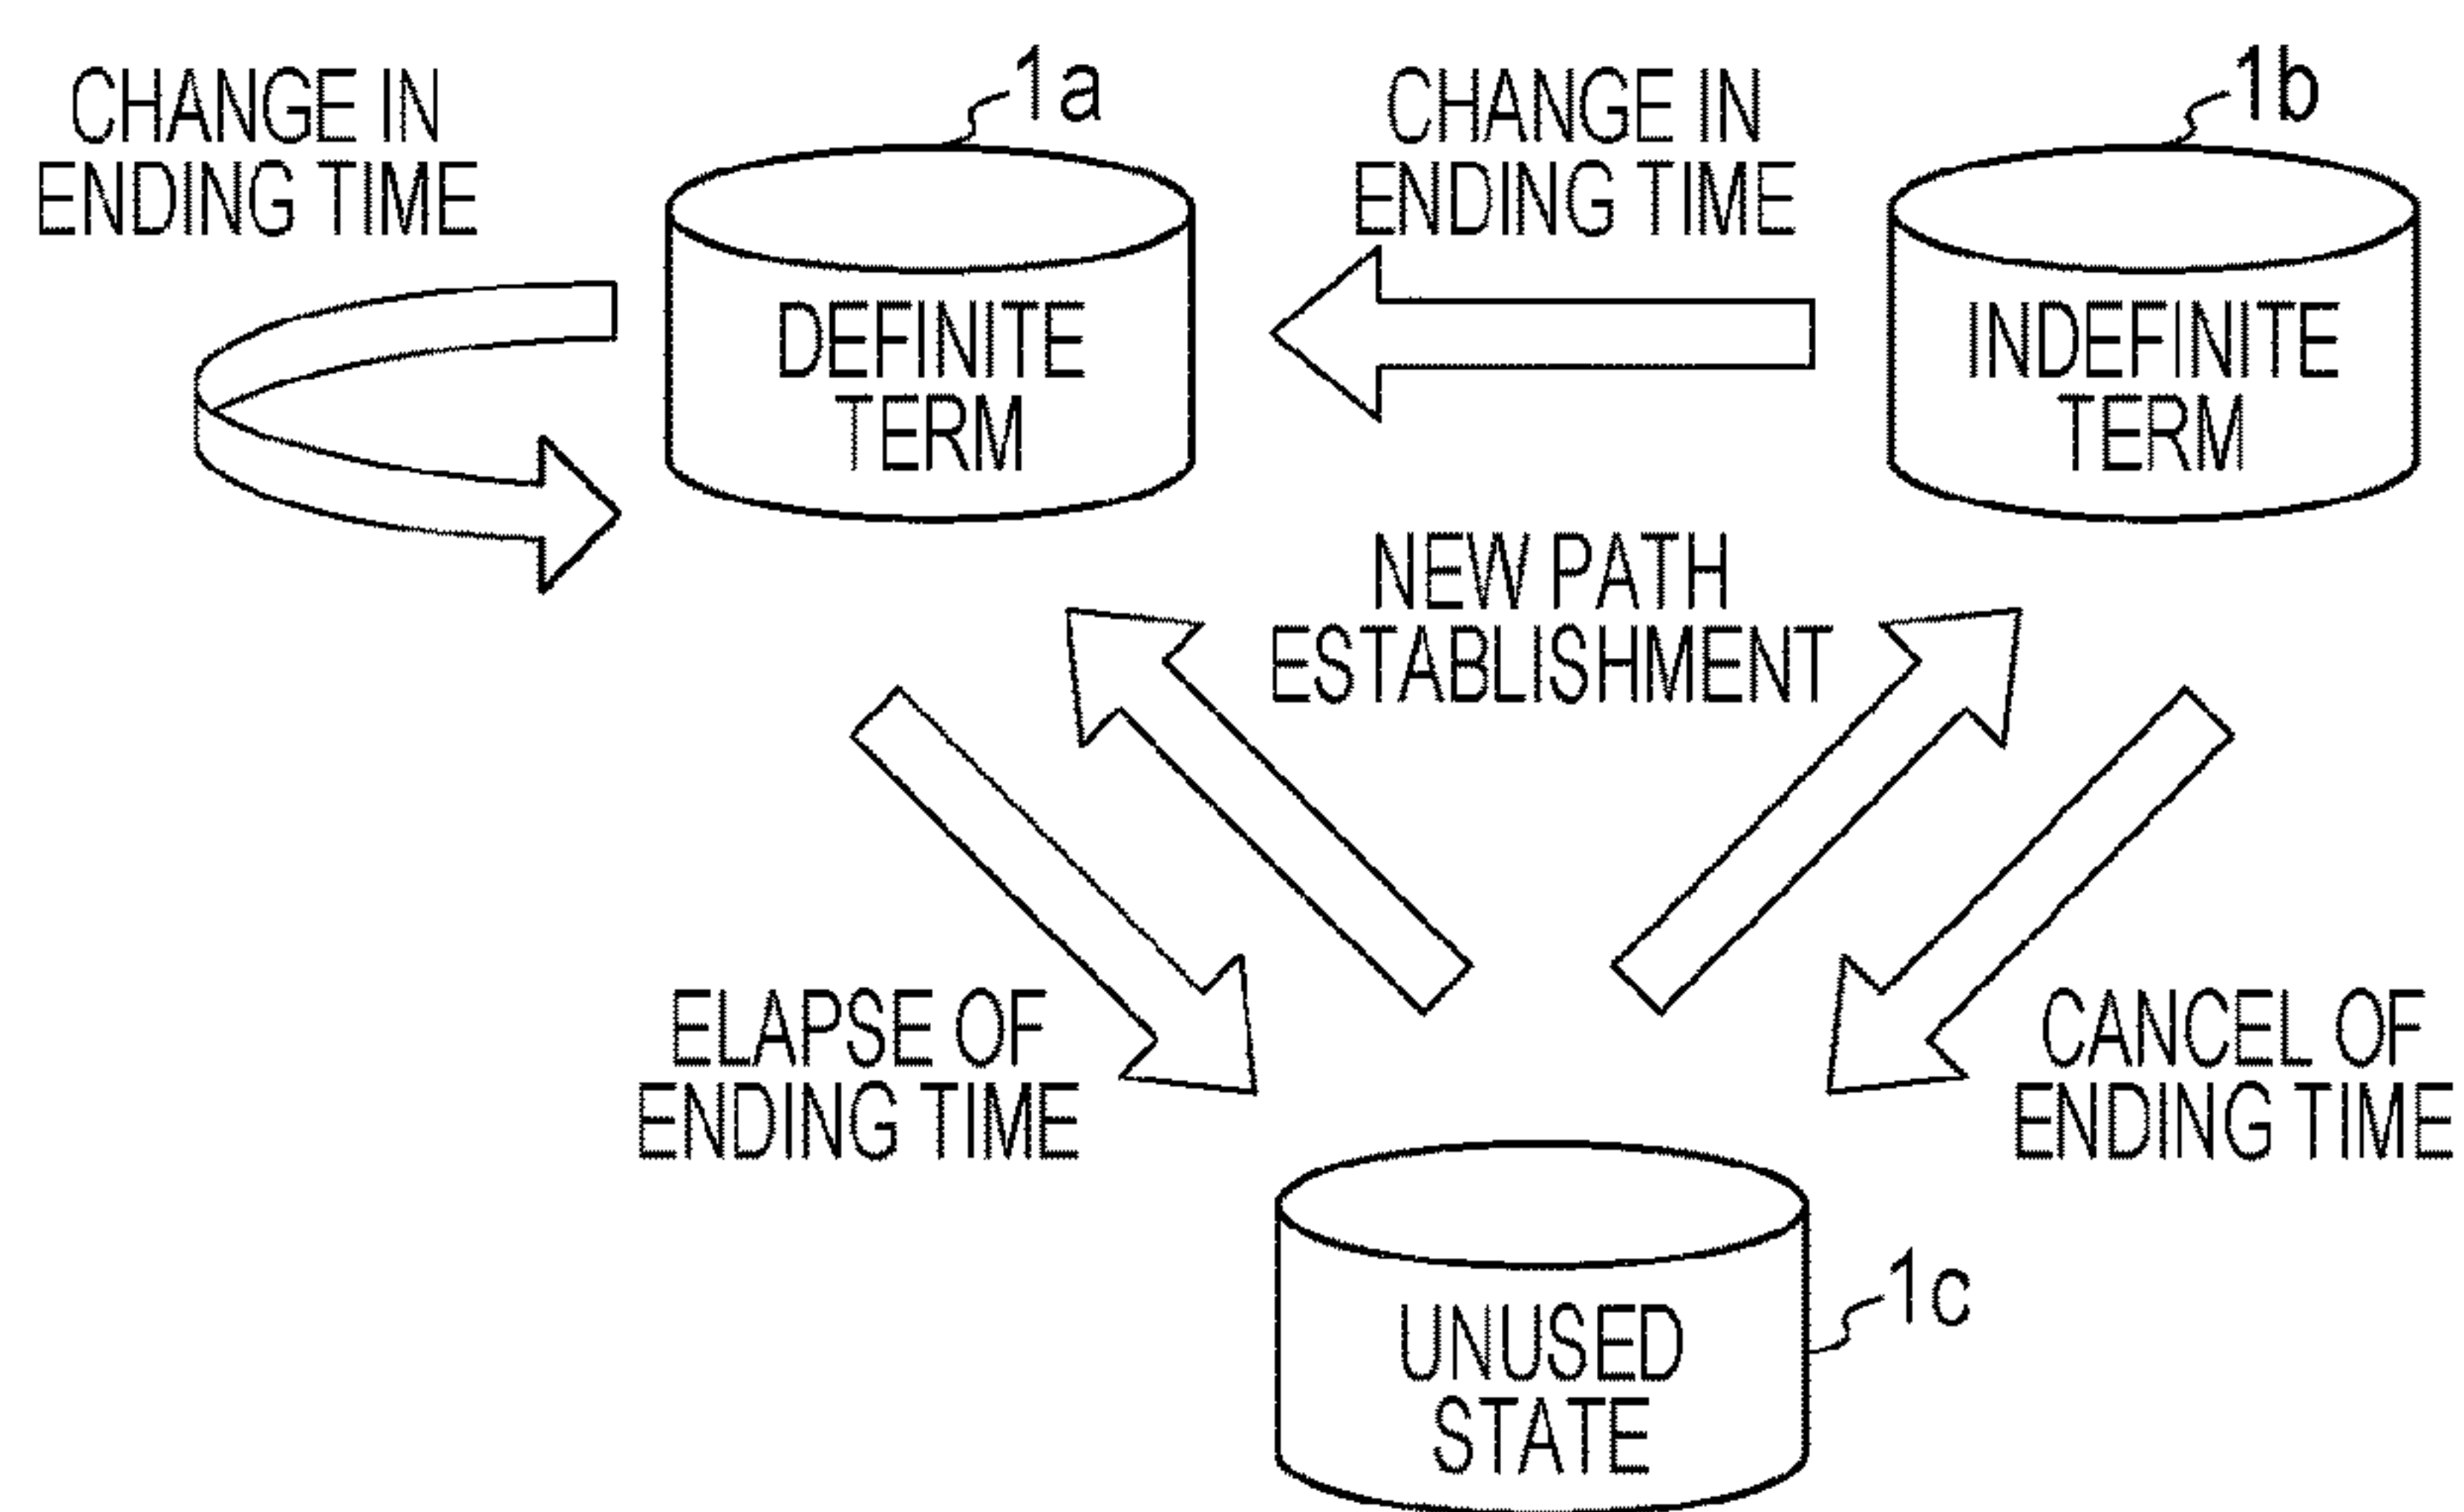 CHANGE IN
ENDING TIME
1a
DEFINITE
TERM
CHANGE IN
ENDING TIME
1b
INDEFINITE
TERM
NEW PATH
ESTABLISHMENT
ELAPSE OF
ENDING TIME
CANCEL OF
ENDING TIME
UNUSED
STATE
1c